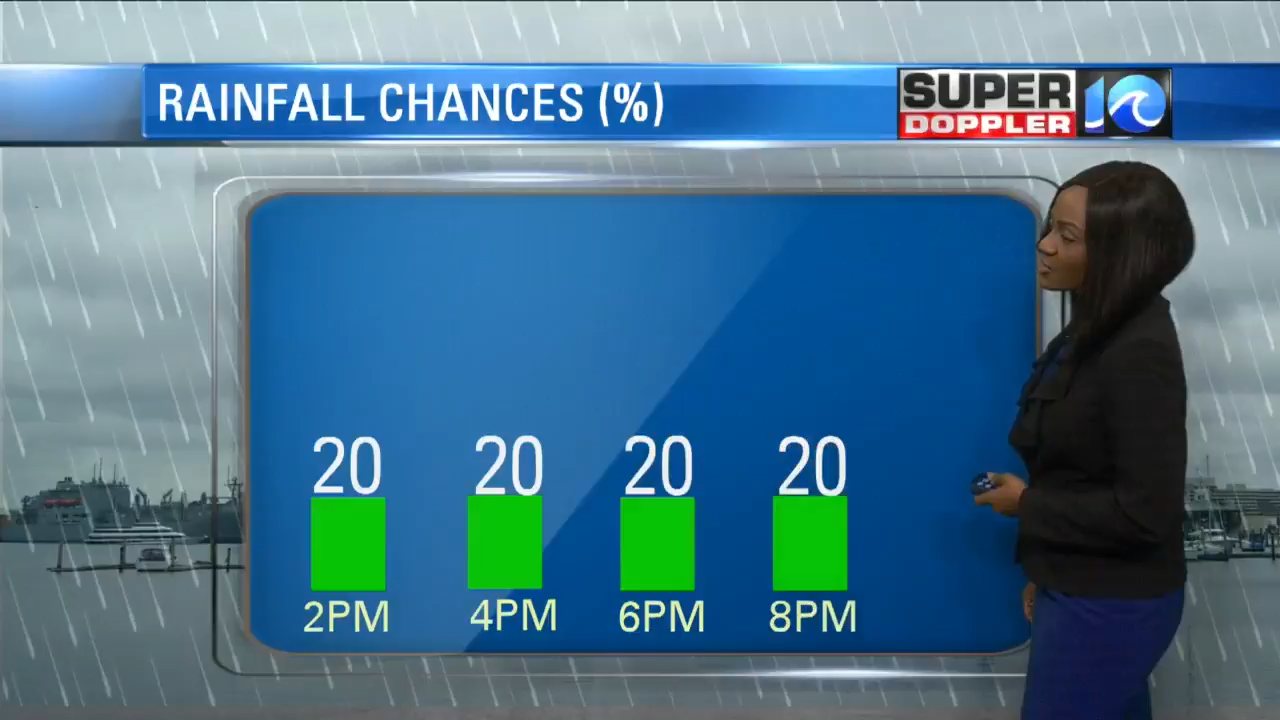 RAINFALL CHANCES (%)
SUPER
DOPPLER
10
20 20 20 20
2PM 4PM 6PM 8PM